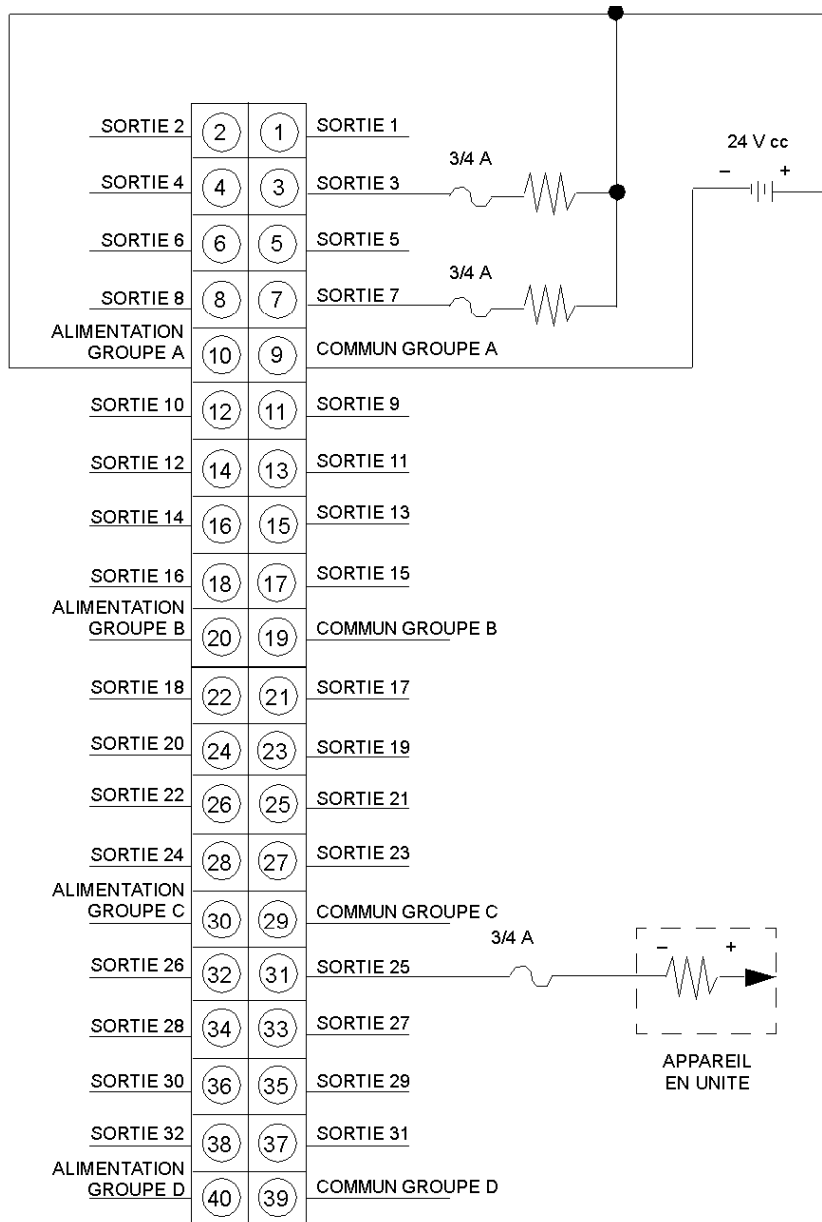 SORTIE 2 2 1 SORTIE 1
24 V cc
3/4 A
- +
SORTIE 4 4 3 SORTIE 3
SORTIE 6 6 5 SORTIE 5
3/4 A
SORTIE 8 8 7 SORTIE 7
ALIMENTATION
GROUPE A 10 9 COMMUN GROUPE A
SORTIE 10 12 11 SORTIE 9
SORTIE 12 14 13 SORTIE 11
SORTIE 14 16 15 SORTIE 13
SORTIE 16 18 17 SORTIE 15
ALIMENTATION
GROUPE B 20 19 COMMUN GROUPE B
SORTIE 18 22 21 SORTIE 17
SORTIE 20 24 23 SORTIE 19
SORTIE 22 26 25 SORTIE 21
SORTIE 24 28 27 SORTIE 23
ALIMENTATION
GROUPE C 30 29 COMMUN GROUPE C
3/4 A
- +
SORTIE 26 32 31 SORTIE 25
SORTIE 28 34 33 SORTIE 27
APPAREIL
EN UNITE
SORTIE 30 36 35 SORTIE 29
SORTIE 32 38 37 SORTIE 31
ALIMENTATION
GROUPE D 40 39 COMMUN GROUPE D